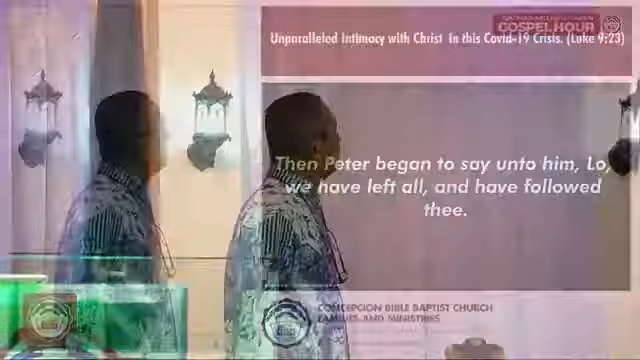 GOSPEL HOUR
Unparalleled Intimacy with Christ in this Covid-19 Crisis. (Luke 9:23)
Then Peter began to say unto him, Lo,
we have left all, and have followed
thee.
CONCEPCION BIBLE BAPTIST CHURCH
FAMILIES AND MINISTRIES